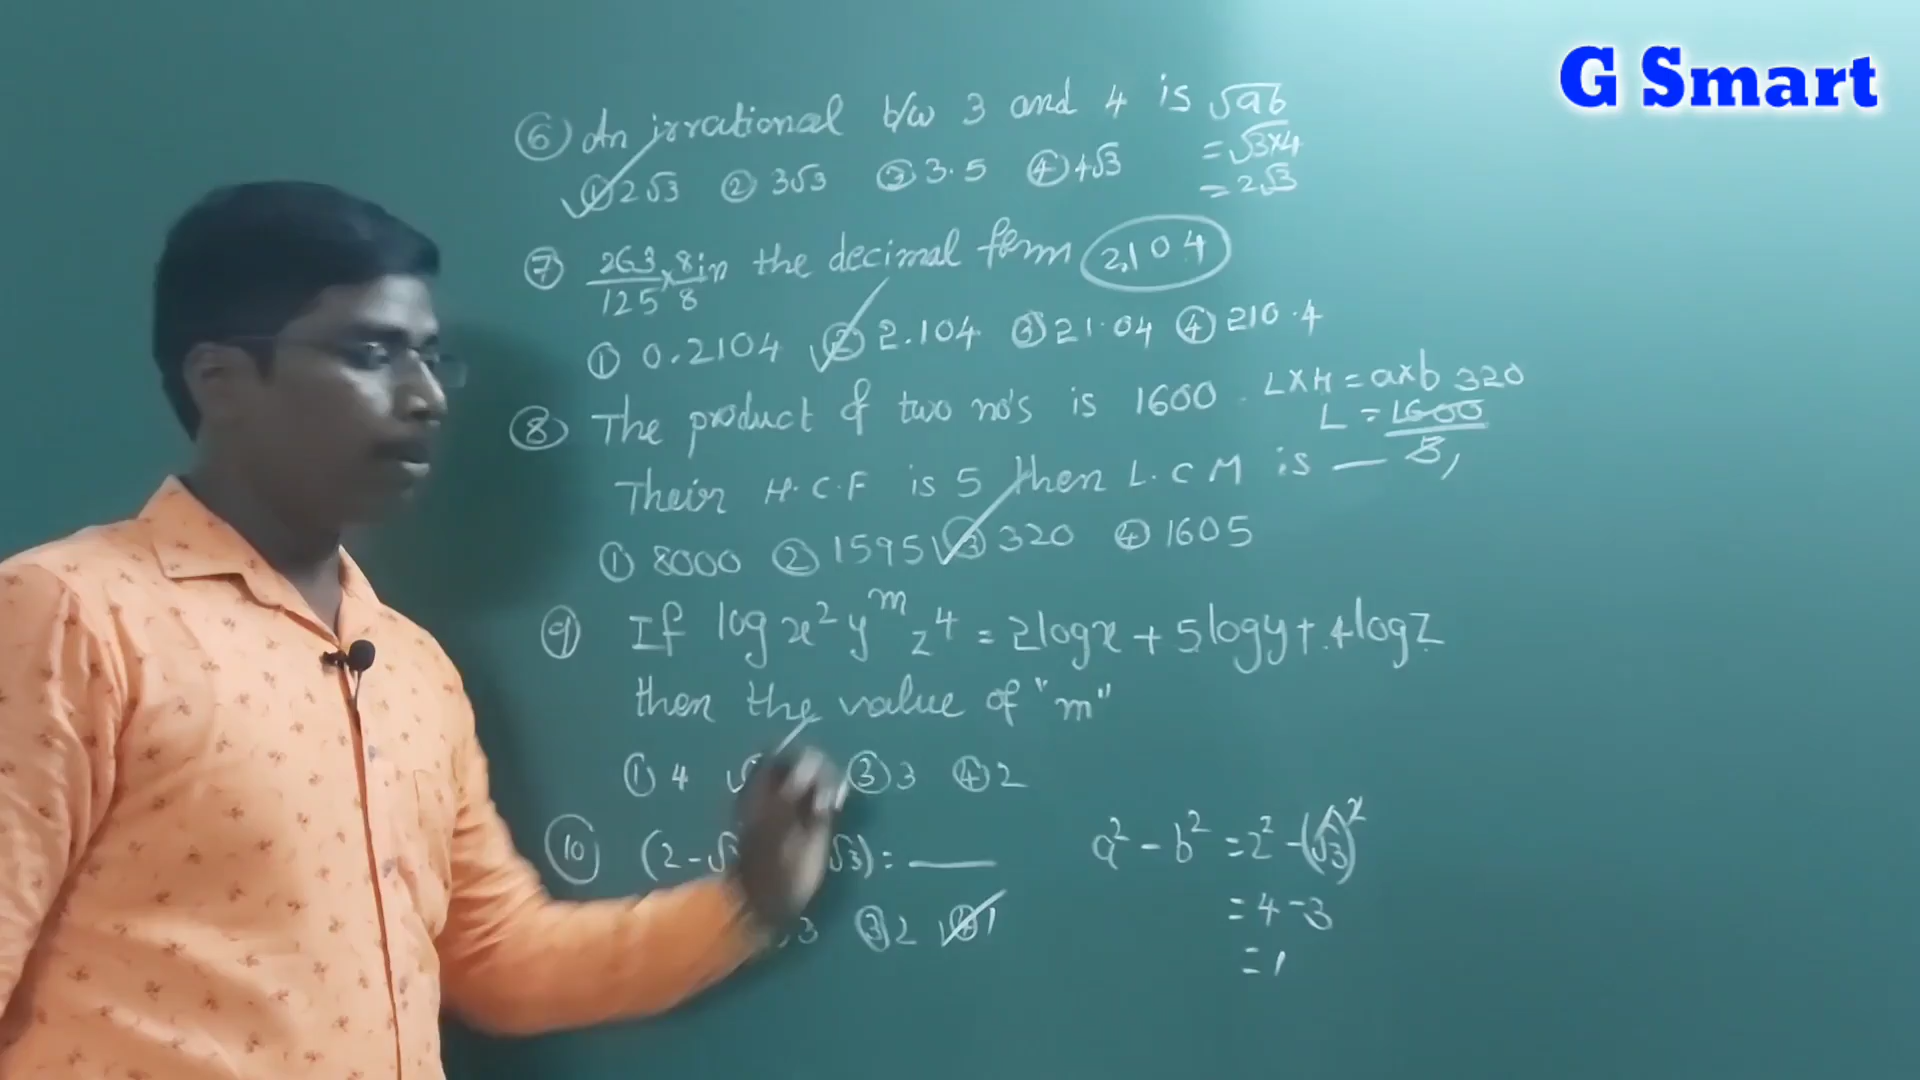 G Smart
⑥ An irrational b/w 3 and 4 is √ab
= √3×4
① 2√3 ② 3√3 ③ 3.5 ④ 4√3
= 2√3
⑦ 263/125 × 8/8 in the decimal form 2.104
① 0.2104 ② 2.104 ③ 21.04 ④ 210.4
⑧ The product of two no's is 1600. L×H = a×b 320
L = 1600/5,
Their H.C.F is 5 then L.C.M is —
① 8000 ② 1595 ③ 320 ④ 1605
⑨ If log x² yᵐ z⁴ = 2logx + 5logy + 4logz
then the value of "m"
① 4 ③ 3 ④ 2
⑩ (2-√3 √3) = ——
a² - b² = 2² - (√3)²
3 ③ 2 ④ 1
= 4-3
= 1